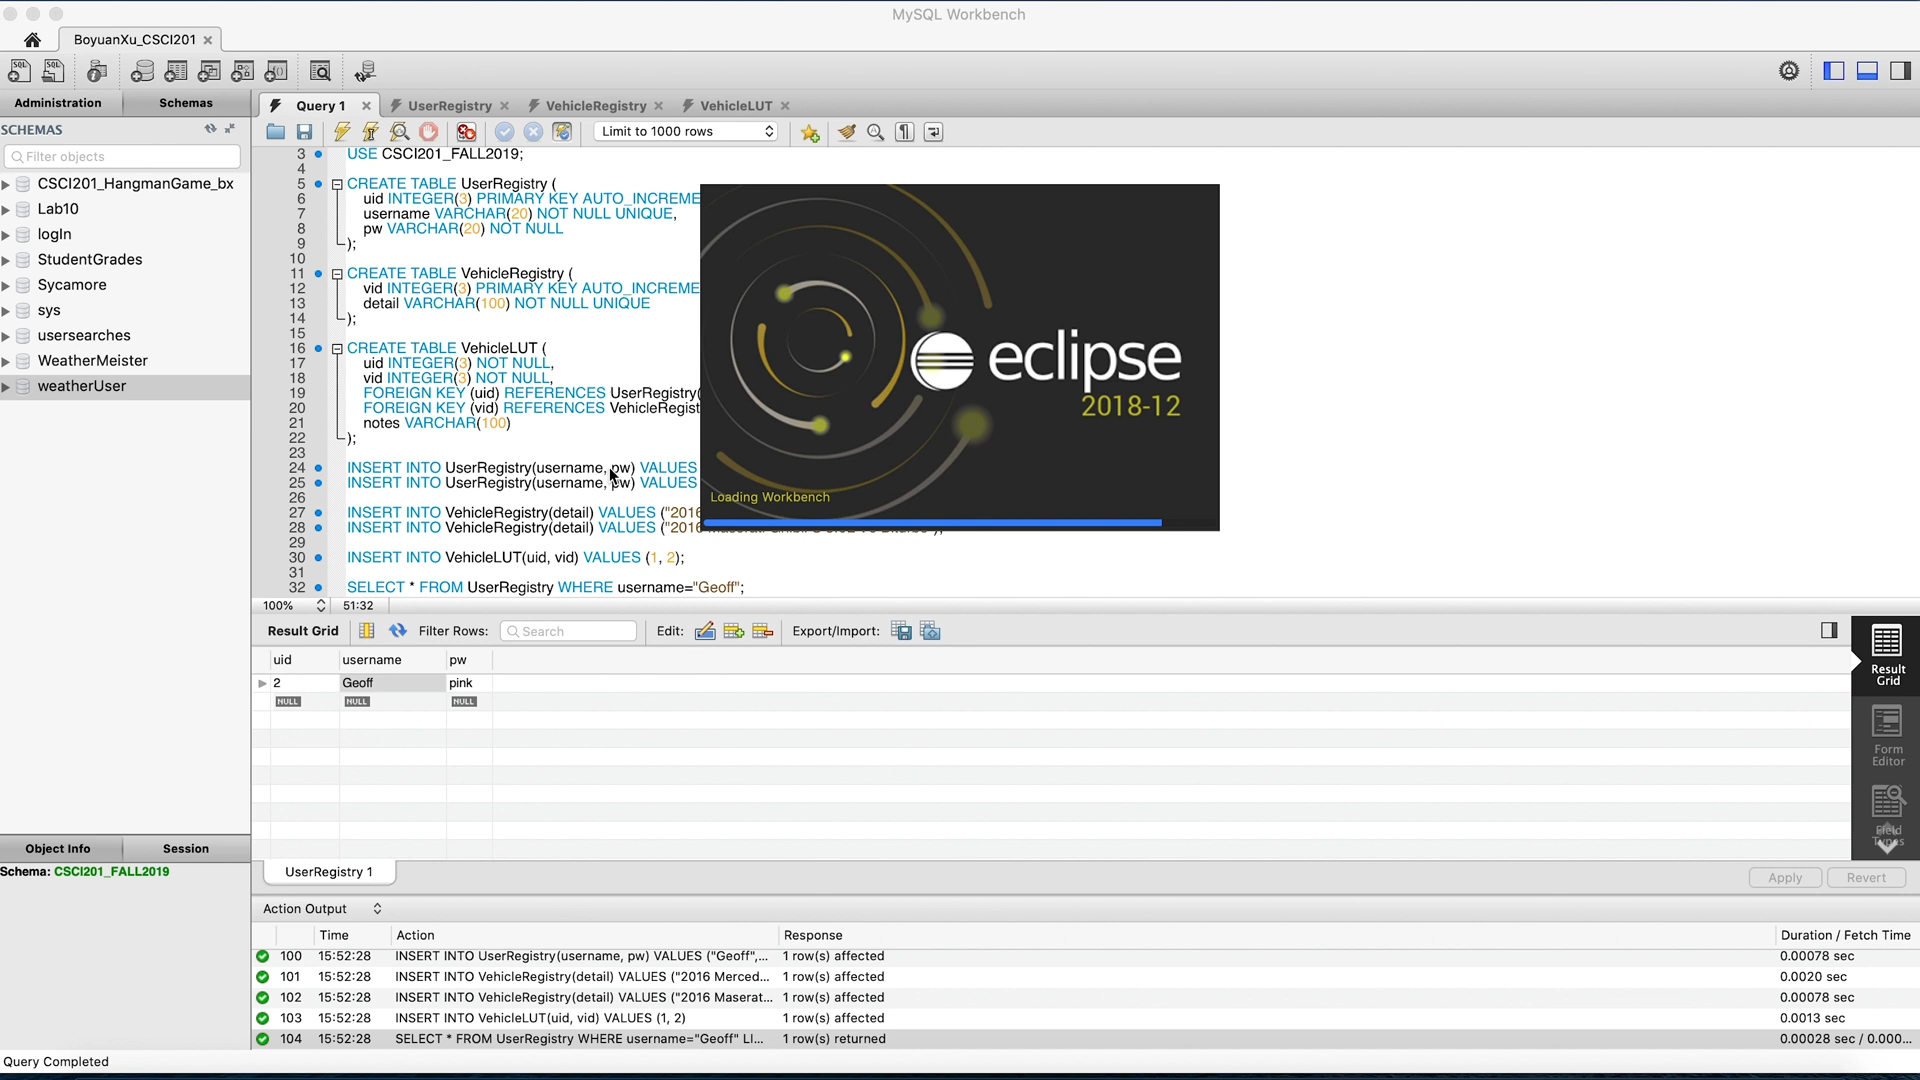 MySQL Workbench
BoyuanXu_CSCI201
Administration
Schemas
Query 1
UserRegistry
VehicleRegistry
VehicleLUT
SCHEMAS
Limit to 1000 rows
Filter objects
CSCI201_HangmanGame_bx
Lab10
logIn
StudentGrades
Sycamore
sys
usersearches
WeatherMeister
weatherUser
3 USE CSCI201_FALL2019;
4
5 CREATE TABLE UserRegistry (
6 uid INTEGER(3) PRIMARY KEY AUTO_INCREME
7 username VARCHAR(20) NOT NULL UNIQUE,
8 pw VARCHAR(20) NOT NULL
9 );
10
11 CREATE TABLE VehicleRegistry (
12 vid INTEGER(3) PRIMARY KEY AUTO_INCREME
13 detail VARCHAR(100) NOT NULL UNIQUE
14 );
15
16 CREATE TABLE VehicleLUT (
17 uid INTEGER(3) NOT NULL,
18 vid INTEGER(3) NOT NULL,
19 FOREIGN KEY (uid) REFERENCES UserRegistry(
20 FOREIGN KEY (vid) REFERENCES VehicleRegist
21 notes VARCHAR(100)
22 );
23
24 INSERT INTO UserRegistry(username, pw) VALUES
25 INSERT INTO UserRegistry(username, pw) VALUES
26
27 INSERT INTO VehicleRegistry(detail) VALUES ("2016
28 INSERT INTO VehicleRegistry(detail) VALUES ("2016
29
30 INSERT INTO VehicleLUT(uid, vid) VALUES (1, 2);
31
32 SELECT * FROM UserRegistry WHERE username="Geoff";
eclipse
2018-12
Loading Workbench
100% 51:32
Result Grid
Filter Rows:
Search
Edit:
Export/Import:
uid username pw
2 Geoff pink
NULL NULL NULL
Result
Grid
Form
Editor
Field
Types
Object Info
Session
Schema: CSCI201_FALL2019
UserRegistry 1
Apply
Revert
Action Output
Time Action Response Duration / Fetch Time
100 15:52:28 INSERT INTO UserRegistry(username, pw) VALUES ("Geoff",... 1 row(s) affected 0.00078 sec
101 15:52:28 INSERT INTO VehicleRegistry(detail) VALUES ("2016 Merced... 1 row(s) affected 0.0020 sec
102 15:52:28 INSERT INTO VehicleRegistry(detail) VALUES ("2016 Maserat... 1 row(s) affected 0.00078 sec
103 15:52:28 INSERT INTO VehicleLUT(uid, vid) VALUES (1, 2) 1 row(s) affected 0.0013 sec
104 15:52:28 SELECT * FROM UserRegistry WHERE username="Geoff" LI... 1 row(s) returned 0.00028 sec / 0.000...
Query Completed